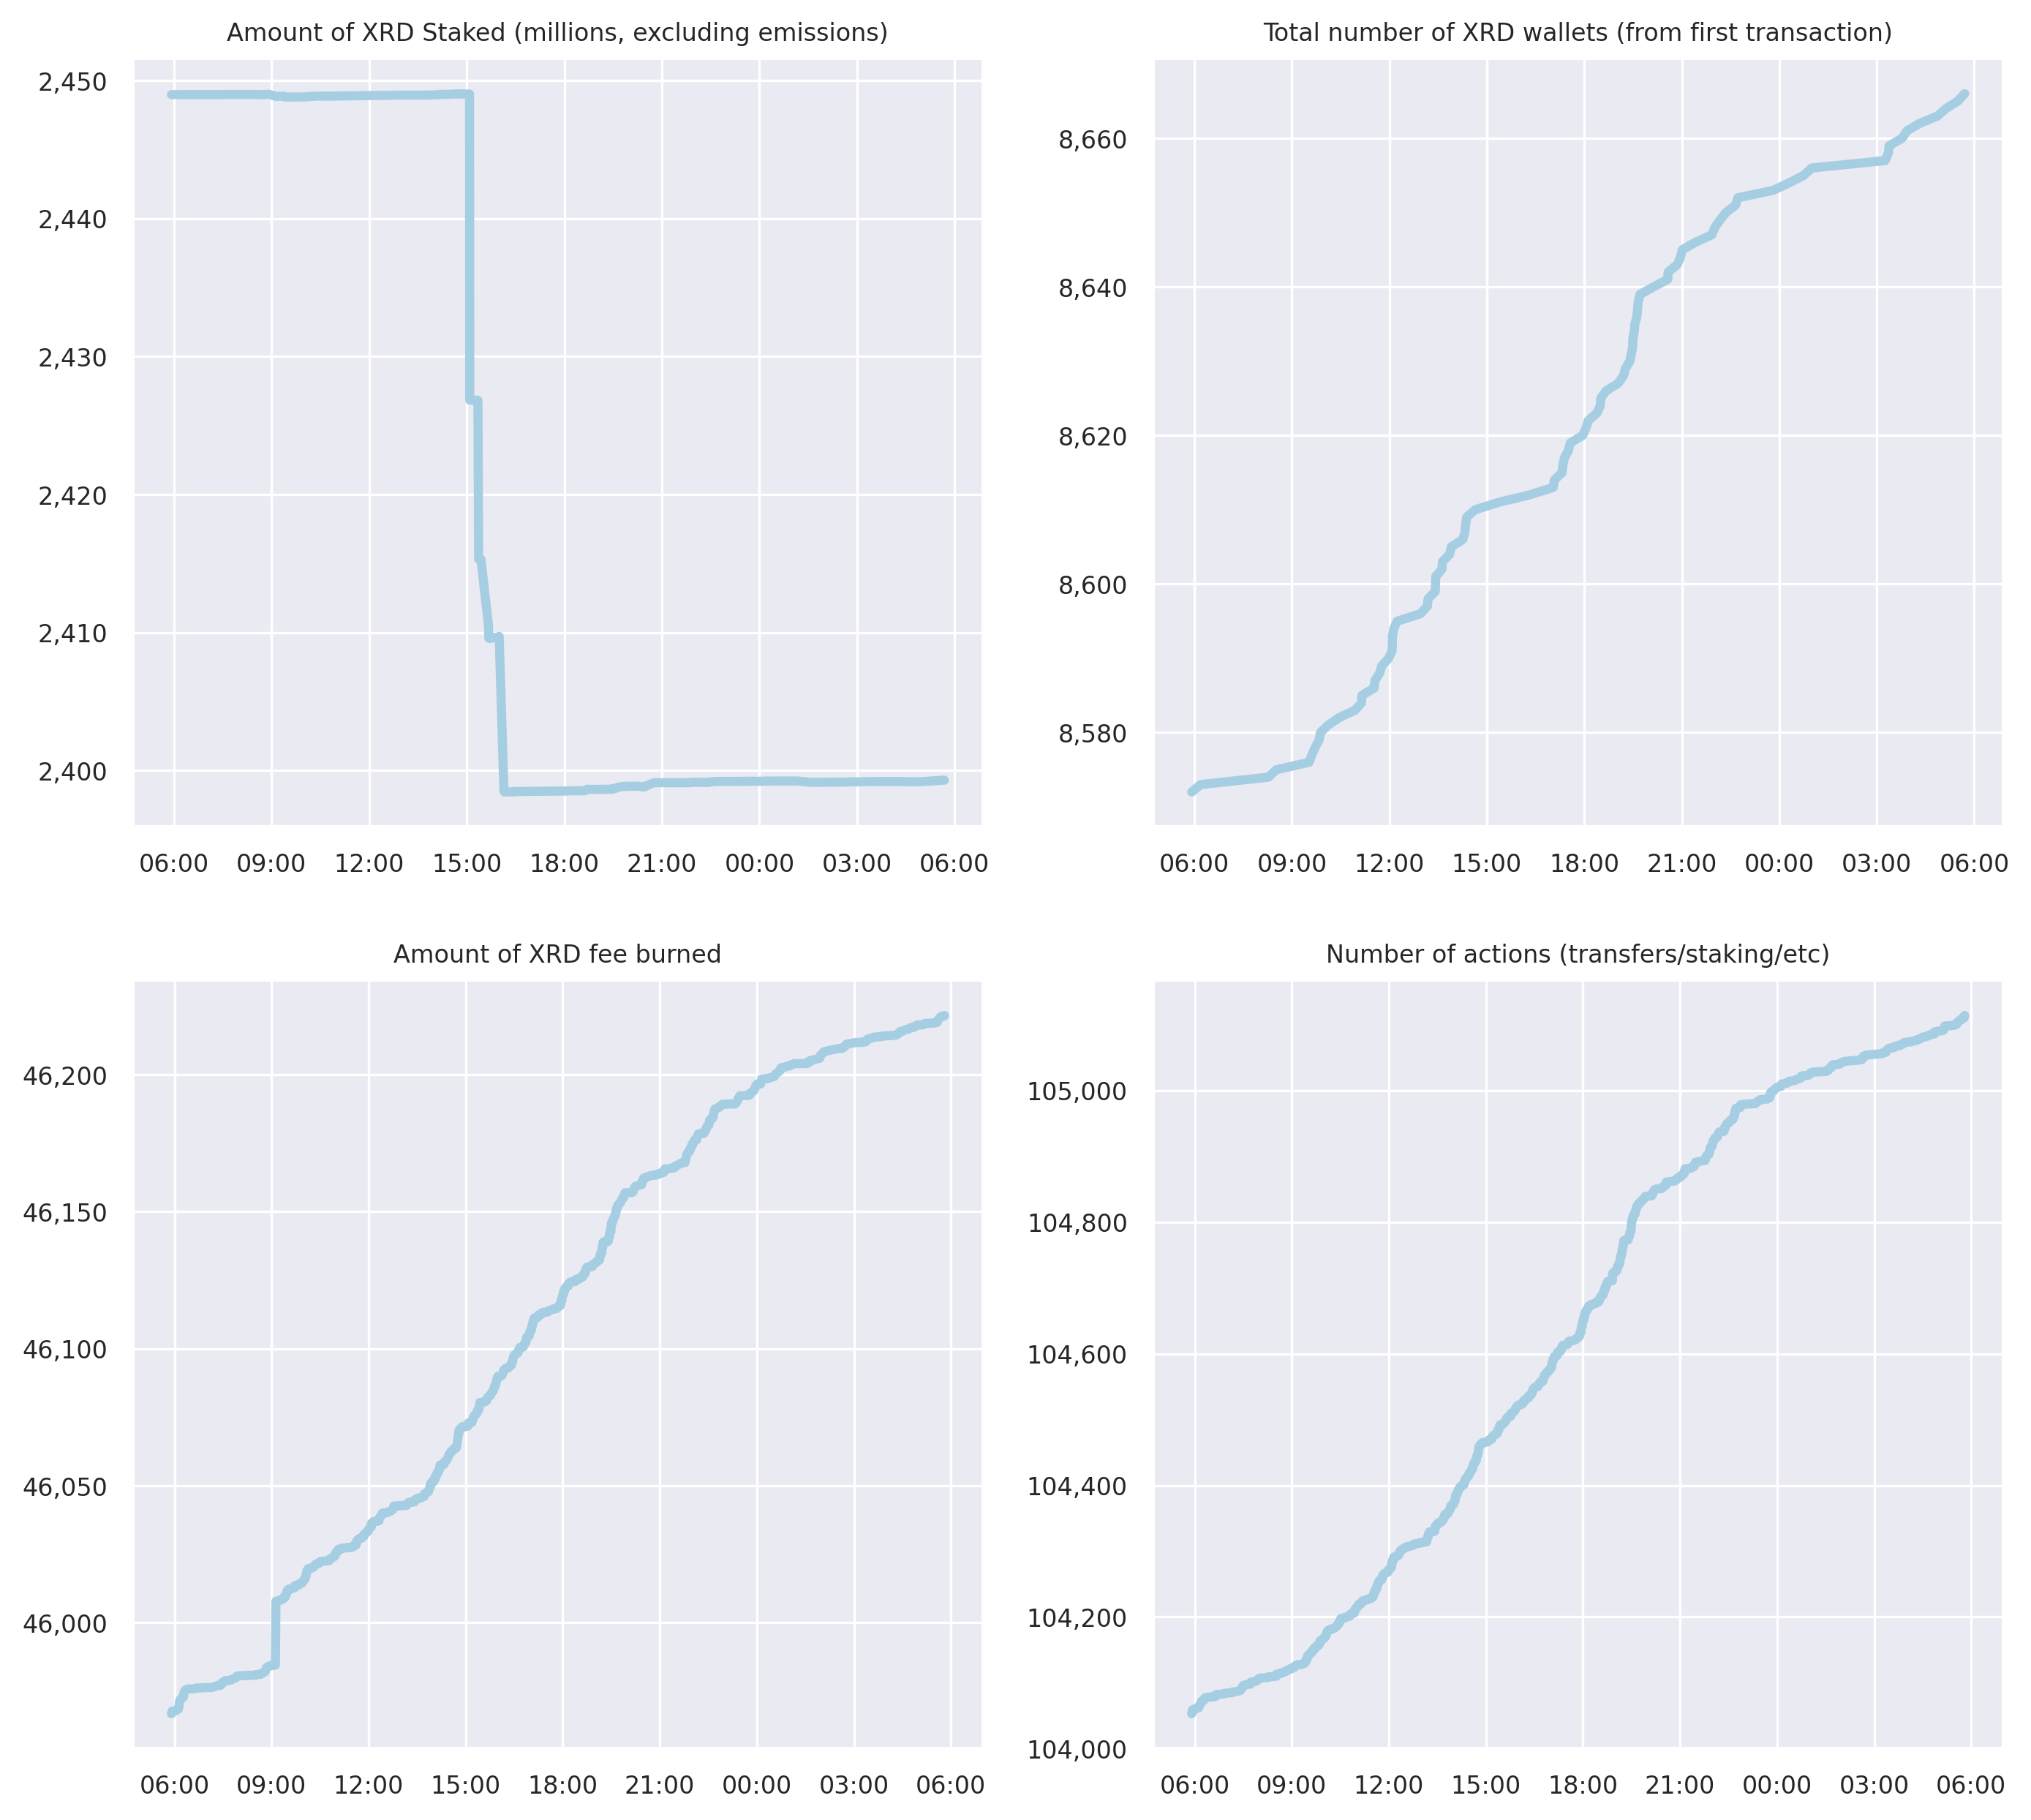 Amount of XRD Staked (millions, excluding emissions)
2,450
2,440
2,430
2,420
2,410
2,400
06:00 09:00 12:00 15:00 18:00 21:00 00:00 03:00 06:00
Total number of XRD wallets (from first transaction)
8,660
8,640
8,620
8,600
8,580
06:00 09:00 12:00 15:00 18:00 21:00 00:00 03:00 06:00
Amount of XRD fee burned
46,200
46,150
46,100
46,050
46,000
06:00 09:00 12:00 15:00 18:00 21:00 00:00 03:00 06:00
Number of actions (transfers/staking/etc)
105,000
104,800
104,600
104,400
104,200
104,000
06:00 09:00 12:00 15:00 18:00 21:00 00:00 03:00 06:00